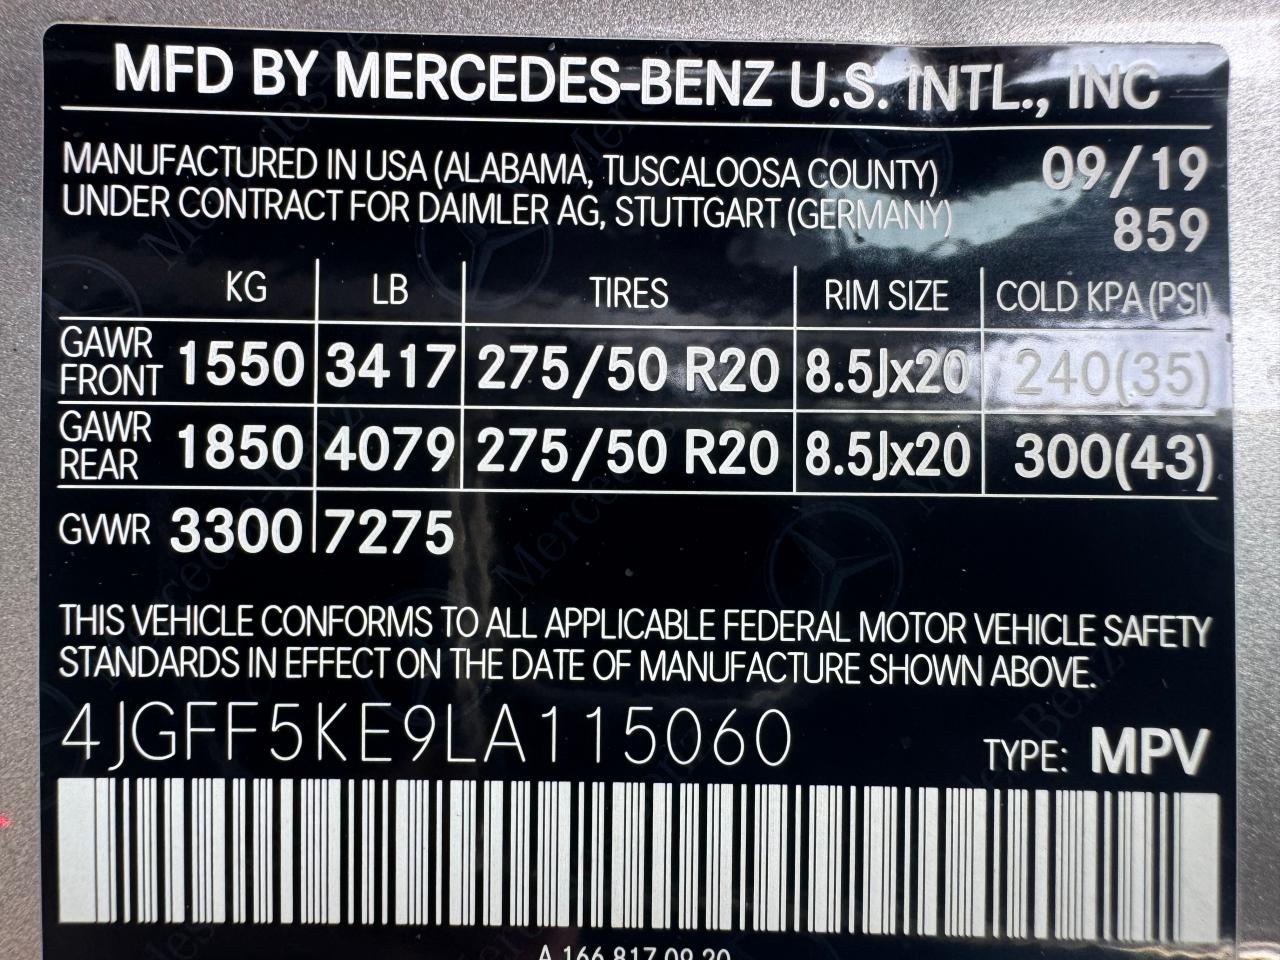 MFD BY MERCEDES-BENZ U.S. INTL., INC
MANUFACTURED IN USA (ALABAMA, TUSCALOOSA COUNTY) 09/19
UNDER CONTRACT FOR DAIMLER AG, STUTTGART (GERMANY) 859
KG LB TIRES RIM SIZE COLD KPA (PSI)
GAWR FRONT 1550 3417 275/50 R20 8.5Jx20 240(35)
GAWR REAR 1850 4079 275/50 R20 8.5Jx20 300(43)
GVWR 3300 7275
THIS VEHICLE CONFORMS TO ALL APPLICABLE FEDERAL MOTOR VEHICLE SAFETY
STANDARDS IN EFFECT ON THE DATE OF MANUFACTURE SHOWN ABOVE.
4JGFF5KE9LA115060 TYPE: MPV
A 166 817 09 20